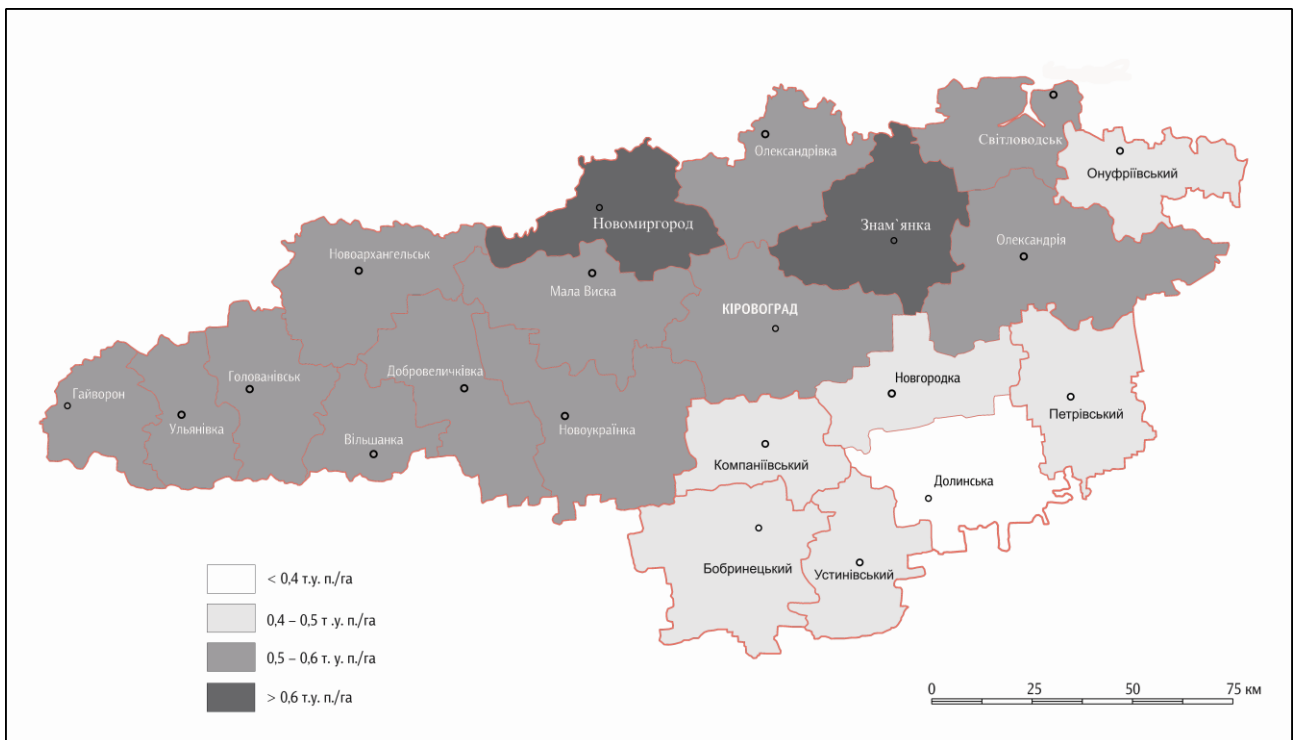 Олександрівка
Світловодськ
Онуфріївський
Новомиргород
Знам`янка
Олександрія
Новоархангельськ
Мала Виска
КІРОВОГРАД
Гайворон
Ульянівка
Голованівськ
Вільшанка
Добровеличківка
Новоукраїнка
Новгородка
Петрівський
Компаніївський
Долинська
Бобринецький
Устинівський
< 0,4 т.у. п./га
0,4 – 0,5 т .у. п./га
0,5 – 0,6 т. у. п./га
> 0,6 т.у. п./га
0 25 50 75 км